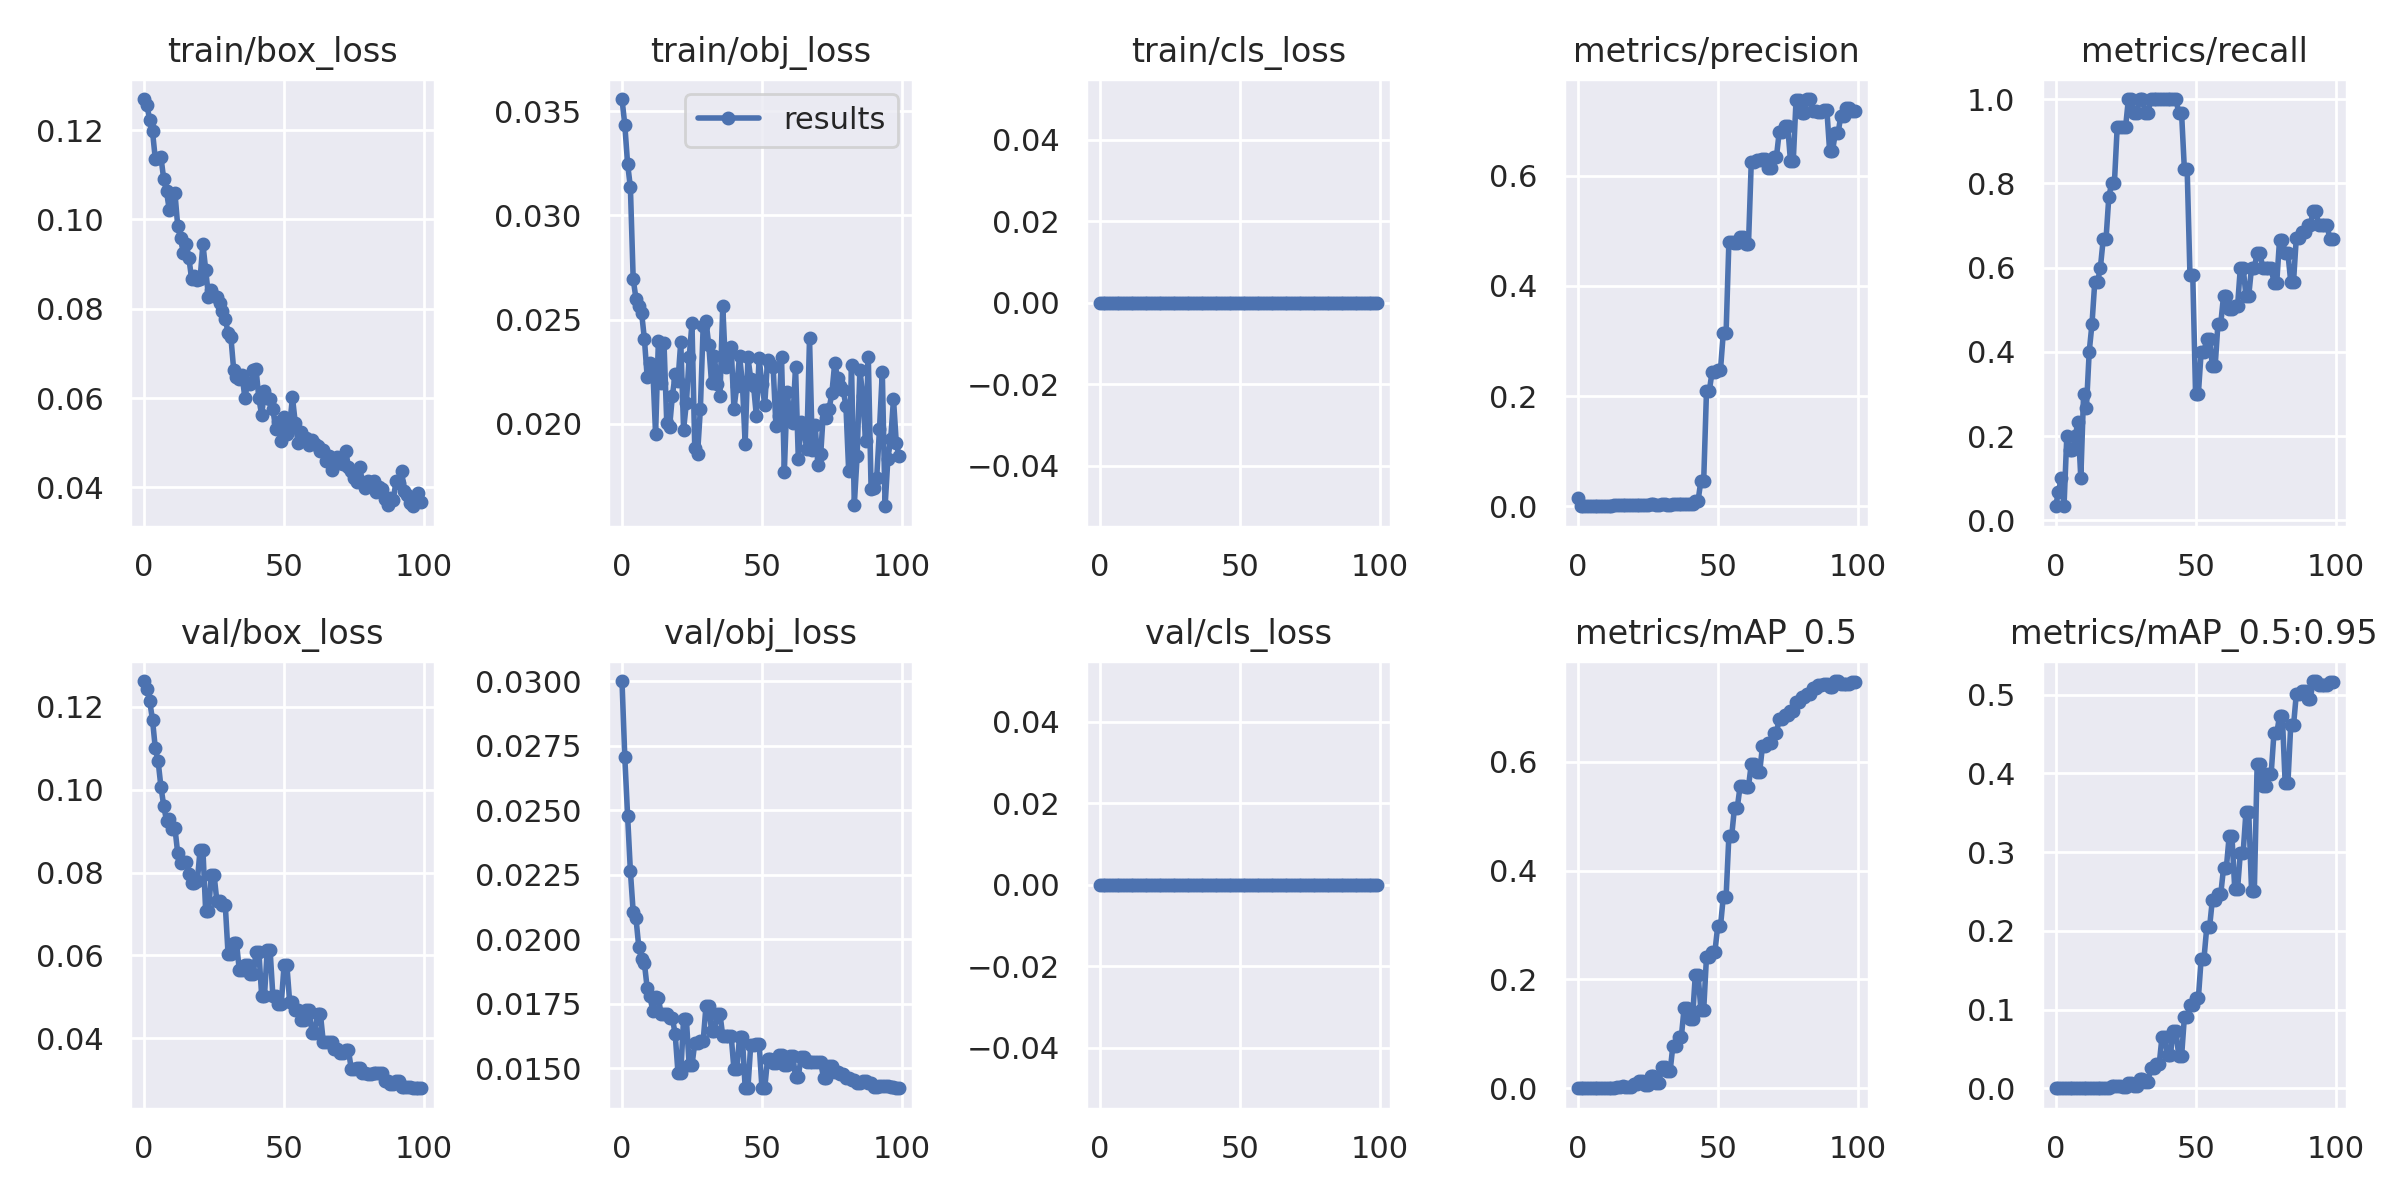 train/box_loss
0.12
0.10
0.08
0.06
0.04
0 50 100
train/obj_loss
results
0.035
0.030
0.025
0.020
0 50 100
train/cls_loss
0.04
0.02
0.00
−0.02
−0.04
0 50 100
metrics/precision
0.6
0.4
0.2
0.0
0 50 100
metrics/recall
1.0
0.8
0.6
0.4
0.2
0.0
0 50 100
val/box_loss
0.12
0.10
0.08
0.06
0.04
0 50 100
val/obj_loss
0.0300
0.0275
0.0250
0.0225
0.0200
0.0175
0.0150
0 50 100
val/cls_loss
0.04
0.02
0.00
−0.02
−0.04
0 50 100
metrics/mAP_0.5
0.6
0.4
0.2
0.0
0 50 100
metrics/mAP_0.5:0.95
0.5
0.4
0.3
0.2
0.1
0.0
0 50 100